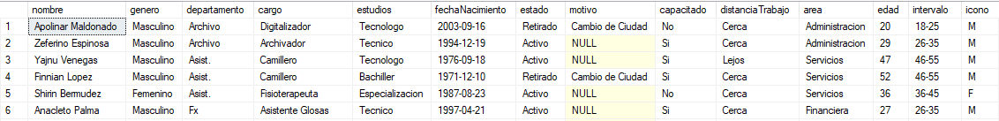 nombre genero departamento cargo estudios fechaNacimiento estado motivo capacitado distanciaTrabajo area edad intervalo icono
1 Apolinar Maldonado Masculino Archivo Digitalizador Tecnologo 2003-09-16 Retirado Cambio de Ciudad No Cerca Administracion 20 18-25 M
2 Zeferino Espinosa Masculino Archivo Archivador Tecnico 1994-12-19 Activo NULL Si Cerca Administracion 29 26-35 M
3 Yajnu Venegas Masculino Asist. Camillero Tecnologo 1976-09-18 Activo NULL Si Lejos Servicios 47 46-55 M
4 Finnian Lopez Masculino Asist. Camillero Bachiller 1971-12-10 Retirado Cambio de Ciudad Si Cerca Servicios 52 46-55 M
5 Shirin Bermudez Femenino Asist. Fisioterapeuta Especializacion 1987-08-23 Activo NULL No Cerca Servicios 36 36-45 F
6 Anacleto Palma Masculino Fx Asistente Glosas Tecnico 1997-04-21 Activo NULL Si Cerca Financiera 27 26-35 M